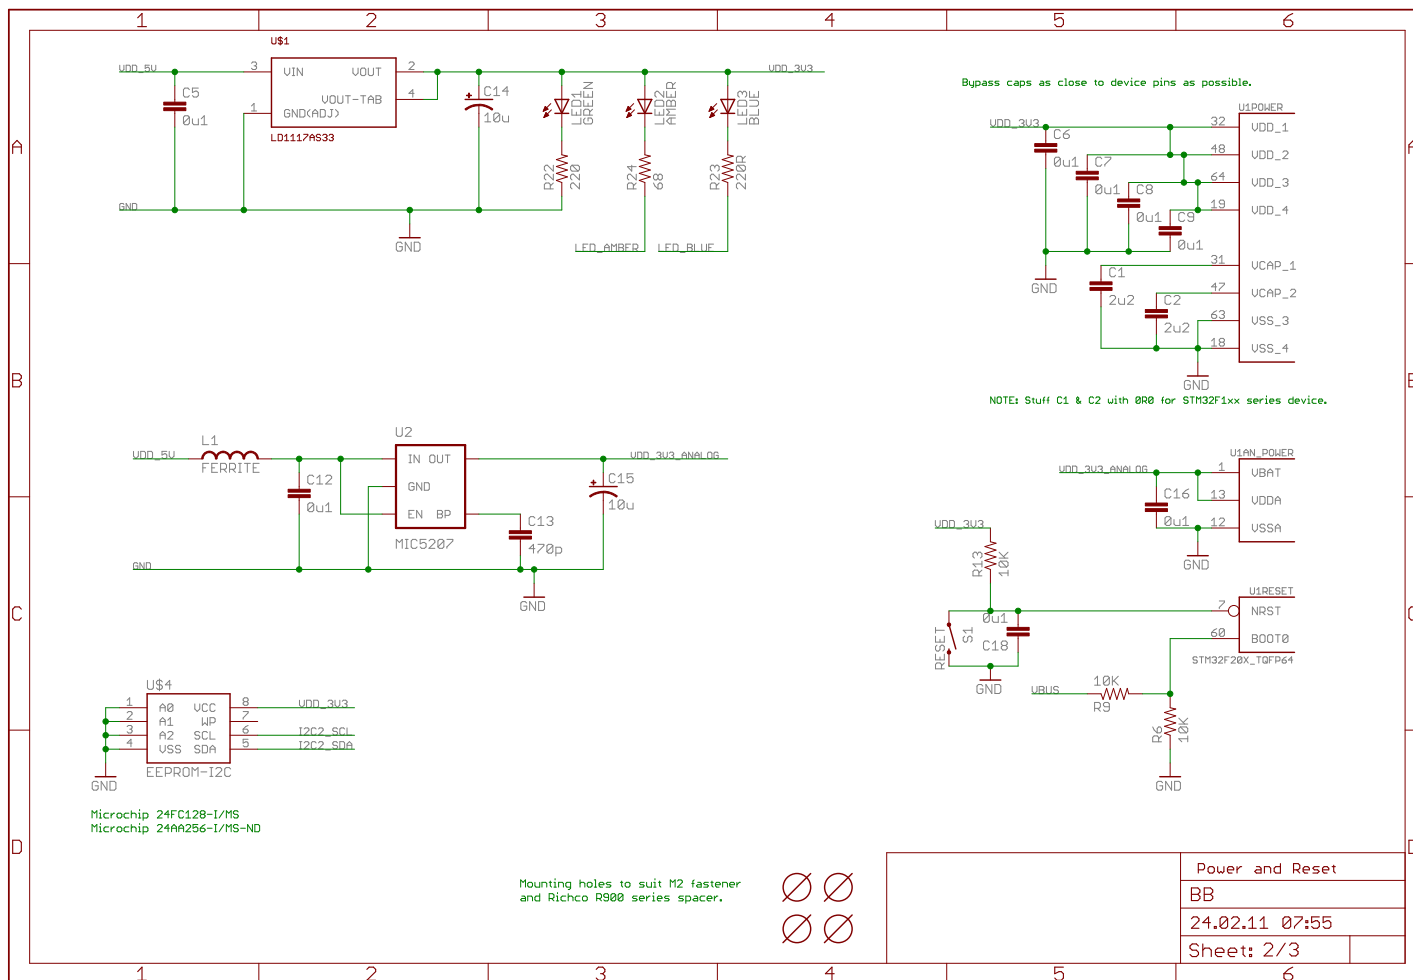 1 2 3 4 5 6
A
B
C
D
U$1
VDD_5V
3 VIN VOUT 2
VOUT-TAB 4
1 GND(ADJ)
LD1117AS33
C5
0u1
GND
C14
10u
LED1
GREEN
LED2
AMBER
LED3
BLUE
VDD_3V3
R22
220
R24
68
R23
220R
GND
LED_AMBER
LED_BLUE
Bypass caps as close to device pins as possible.
U1POWER
VDD_3V3
32 VDD_1
48 VDD_2
64 VDD_3
19 VDD_4
31 VCAP_1
47 VCAP_2
63 VSS_3
18 VSS_4
C6
0u1
C7
0u1
C8
0u1
C9
0u1
GND
C1
2u2
C2
2u2
GND
NOTE: Stuff C1 & C2 with 0R0 for STM32F1xx series device.
VDD_5V
L1
FERRITE
C12
0u1
U2
IN OUT
GND
EN BP
MIC5207
C13
470p
C15
10u
VDD_3V3_ANALOG
GND
GND
U1AN_POWER
VDD_3V3_ANALOG
1 VBAT
13 VDDA
12 VSSA
C16
0u1
GND
VDD_3V3
R13
10K
RESET
S1
0u1
C18
GND
U1RESET
7 NRST
60 BOOT0
STM32F20X_TQFP64
VBUS
10K
R9
R6
10K
GND
U$4
1 A0 VCC 8 VDD_3V3
2 A1 WP 7
3 A2 SCL 6 I2C2_SCL
4 VSS SDA 5 I2C2_SDA
EEPROM-I2C
GND
Microchip 24FC128-I/MS
Microchip 24AA256-I/MS-ND
Mounting holes to suit M2 fastener
and Richco R900 series spacer.
Power and Reset
BB
24.02.11 07:55
Sheet: 2/3
1 2 3 4 5 6